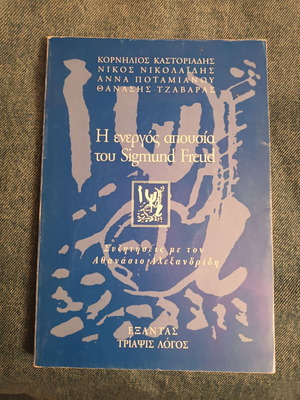 ΚΟΡΝΗΛΙΟΣ ΚΑΣΤΟΡΙΑΔΗΣ
ΝΙΚΟΣ ΝΙΚΟΛΑΪΔΗΣ
ΑΝΝΑ ΠΟΤΑΜΙΑΝΟΥ
ΘΑΝΑΣΗΣ ΤΖΑΒΑΡΑΣ
Η ενεργός απουσία
του Sigmund Freud
Συζητήσεις με τον
Αθανάσιο Αλεξανδρίδη
ΕΞΑΝΤΑΣ
ΤΡΙΑΨΙΣ ΛΟΓΟΣ